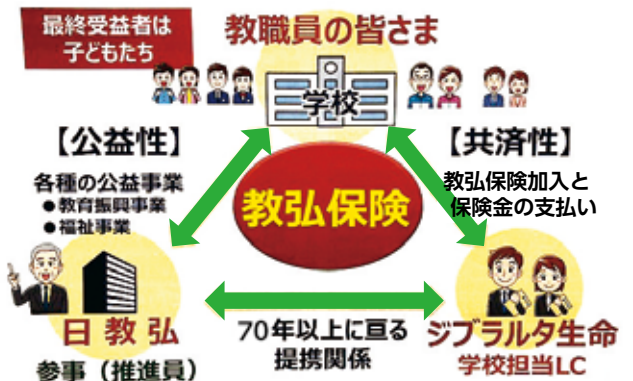 最終受益者は
子どもたち
教職員の皆さま
学校
【公益性】
各種の公益事業
●教育振興事業
●福祉事業
【共済性】
教弘保険加入と
保険金の支払い
教弘保険
日教弘
参事（推進員）
70年以上に亘る
提携関係
ジブラルタ生命
学校担当LC